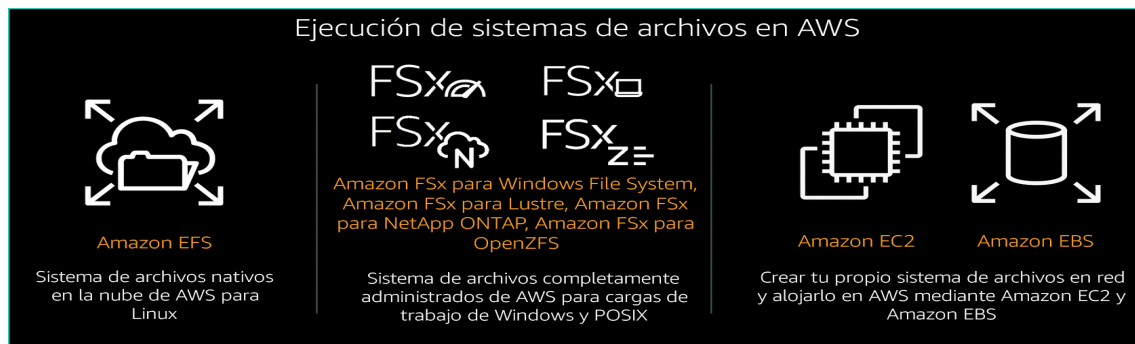 Ejecución de sistemas de archivos en AWS
Amazon EFS
Sistema de archivos nativos
en la nube de AWS para
Linux
FSx
FSx
FSx
N
FSx
Amazon FSx para Windows File System,
Amazon FSx para Lustre, Amazon FSx
para NetApp ONTAP, Amazon FSx para
OpenZFS
Sistema de archivos completamente
administrados de AWS para cargas de
trabajo de Windows y POSIX
Amazon EC2
Amazon EBS
Crear tu propio sistema de archivos en red
y alojarlo en AWS mediante Amazon EC2 y
Amazon EBS